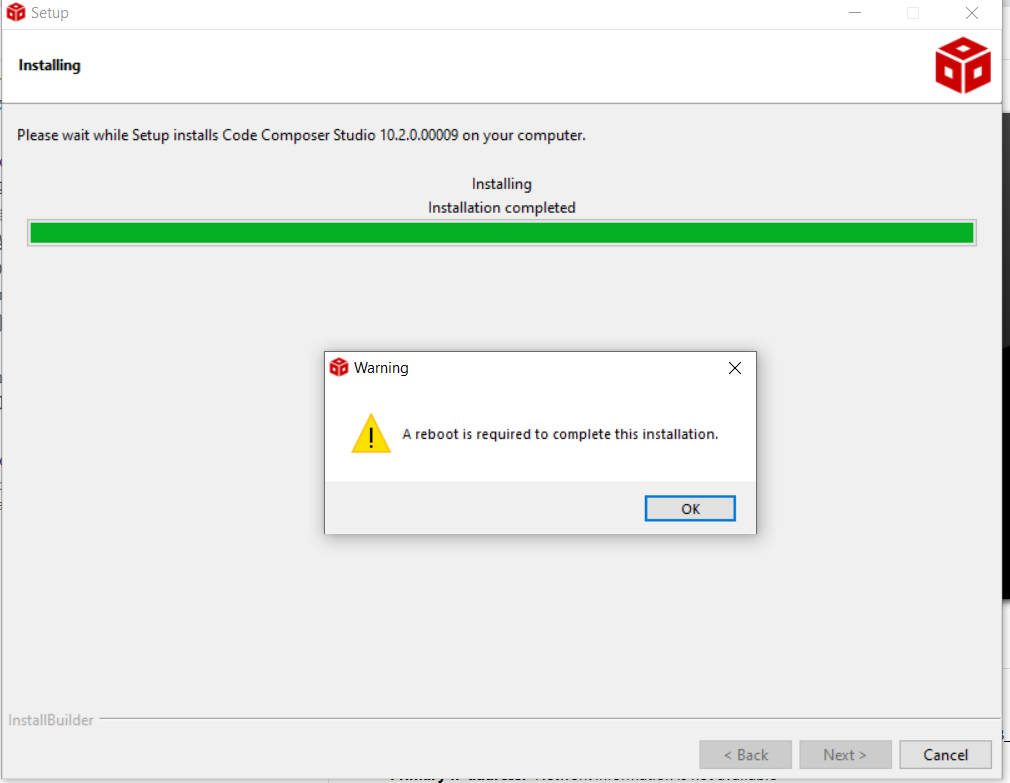 Setup
Installing
Please wait while Setup installs Code Composer Studio 10.2.0.00009 on your computer.
Installing
Installation completed
Warning
A reboot is required to complete this installation.
OK
InstallBuilder
< Back
Next >
Cancel